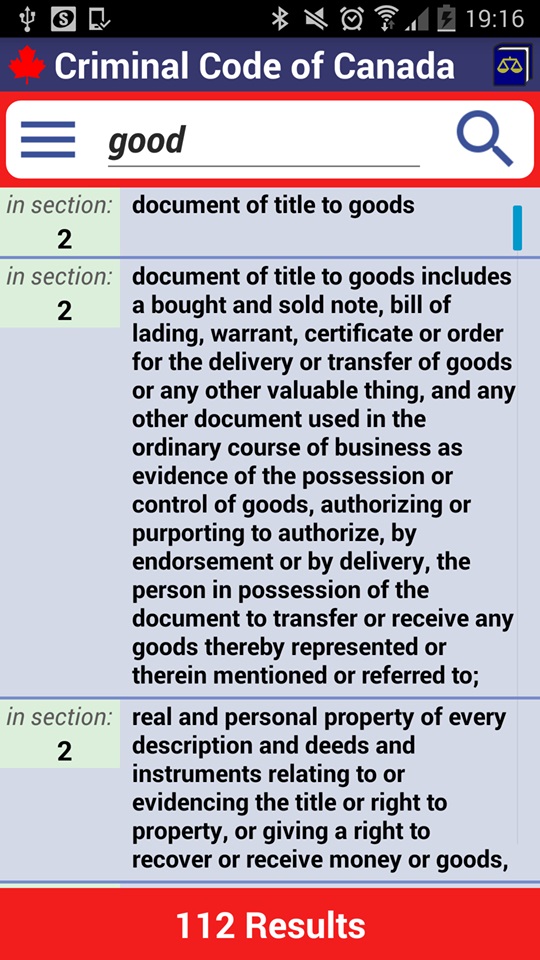 19:16
Criminal Code of Canada
good
in section:
2
document of title to goods
in section:
2
document of title to goods includes
a bought and sold note, bill of
lading, warrant, certificate or order
for the delivery or transfer of goods
or any other valuable thing, and any
other document used in the
ordinary course of business as
evidence of the possession or
control of goods, authorizing or
purporting to authorize, by
endorsement or by delivery, the
person in possession of the
document to transfer or receive any
goods thereby represented or
therein mentioned or referred to;
in section:
2
real and personal property of every
description and deeds and
instruments relating to or
evidencing the title or right to
property, or giving a right to
recover or receive money or goods,
112 Results